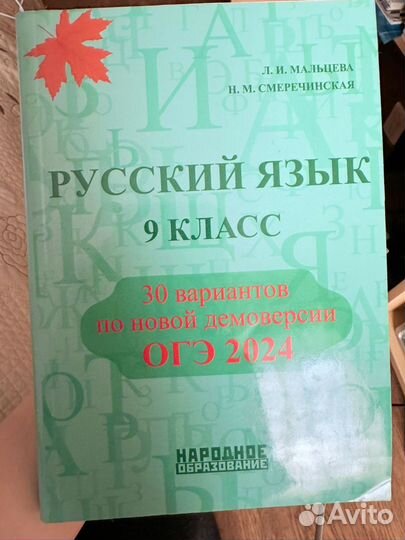 Л. И. МАЛЬЦЕВА
Н. М. СМЕРЕЧИНСКАЯ
РУССКИЙ ЯЗЫК
9 КЛАСС
30 вариантов
по новой демоверсии
ОГЭ 2024
НАРОДНОЕ
ОБРАЗОВАНИЕ
Avito